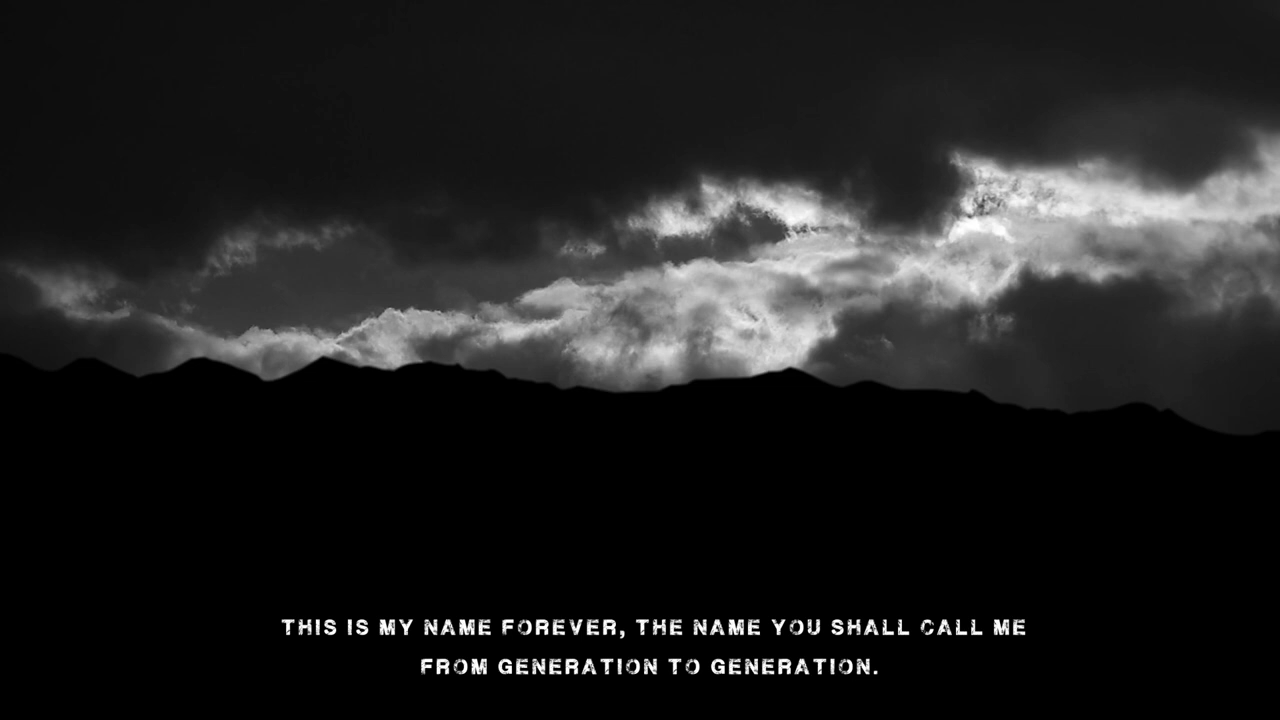 THIS IS MY NAME FOREVER, THE NAME YOU SHALL CALL ME
FROM GENERATION TO GENERATION.